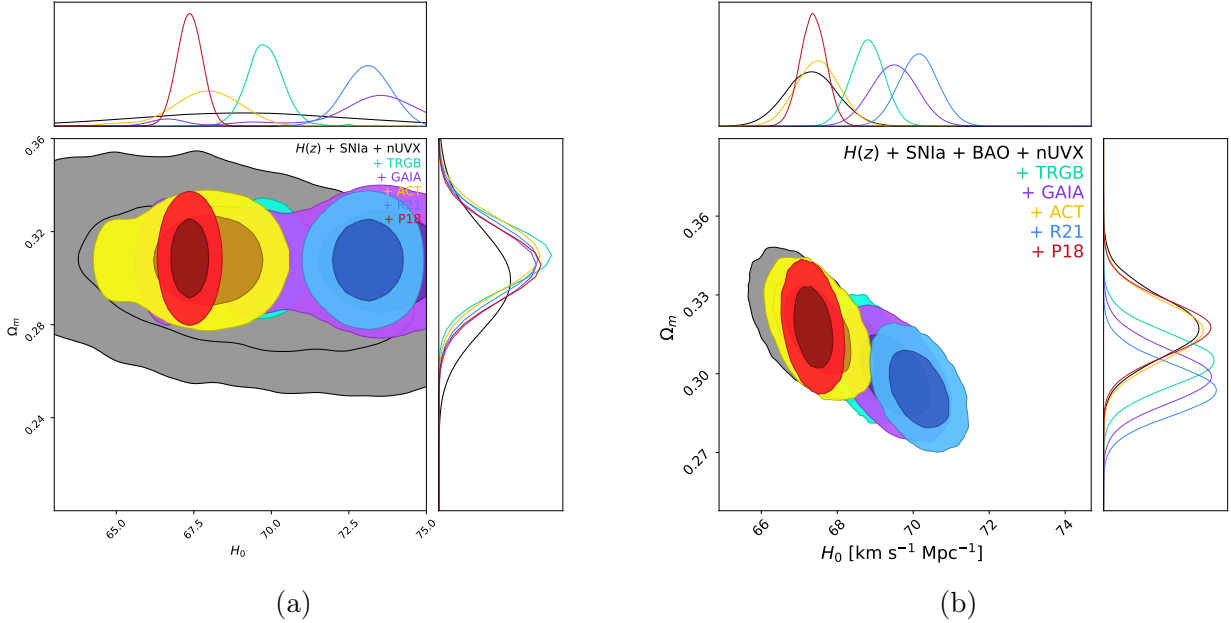 H(z) + SNIa + nUVX
+ TRGB
+ GAIA
+ ACT
+ R21
+ P18
0.36
0.32
0.28
0.24
Ωm
65.0
67.5
70.0
72.5
75.0
H0
(a)
H(z) + SNIa + BAO + nUVX
+ TRGB
+ GAIA
+ ACT
+ R21
+ P18
0.36
0.33
0.30
0.27
Ωm
66
68
70
72
74
H0 [km s⁻¹ Mpc⁻¹]
(b)